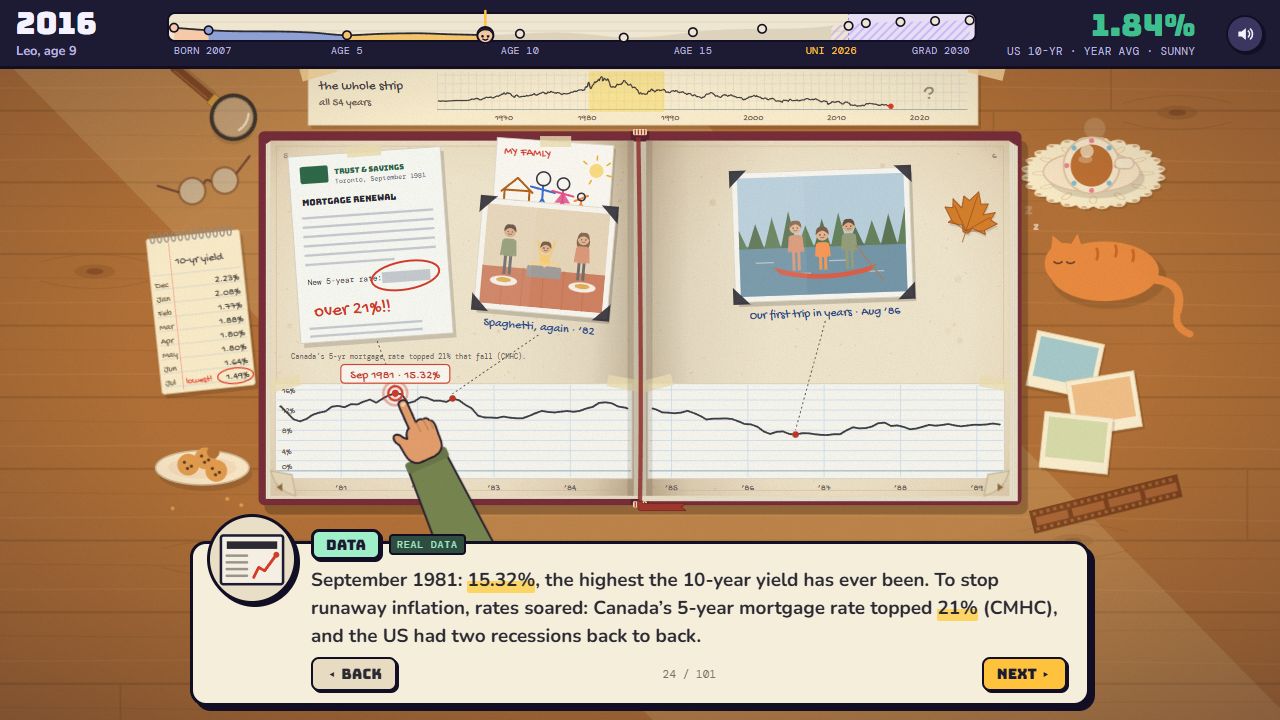 2016
Leo, age 9
BORN 2007
AGE 5
AGE 10
AGE 15
UNI 2026
GRAD 2030
1.84%
US 10-YR · YEAR AVG · SUNNY
the whole strip
all 54 years
1970
1980
1990
2000
2010
2020
?
TRUST & SAVINGS
Toronto, September 1981
MORTGAGE RENEWAL
New 5-year rate:
over 21%!!
MY FAMILY
Spaghetti, again · '82
Our first trip in years · Aug '86
Canada's 5-yr mortgage rate topped 21% that fall (CMHC).
Sep 1981 · 15.32%
16%
12%
8%
4%
0%
'81
'83
'84
'85
'86
'87
'88
'89
10-yr yield
Dec 2.23%
Jan 2.08%
Feb 1.77%
Mar 1.88%
Apr 1.80%
May 1.80%
Jun 1.64%
Jul lowest! 1.49%
z
z
DATA
REAL DATA
September 1981: 15.32%, the highest the 10-year yield has ever been. To stop
runaway inflation, rates soared: Canada's 5-year mortgage rate topped 21% (CMHC),
and the US had two recessions back to back.
◂ BACK
24 / 101
NEXT ▸